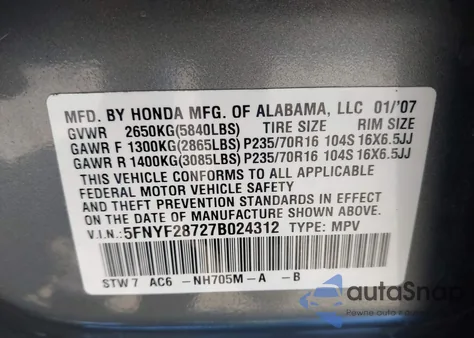 MFD. BY HONDA MFG. OF ALABAMA, LLC 01/'07
GVWR 2650KG(5840LBS) TIRE SIZE RIM SIZE
GAWR F 1300KG(2865LBS)P235/70R16 104S 16X6.5JJ
GAWR R 1400KG(3085LBS)P235/70R16 104S 16X6.5JJ
THIS VEHICLE CONFORMS TO ALL APPLICABLE
FEDERAL MOTOR VEHICLE SAFETY
AND THEFT PREVENTION STANDARDS IN EFFECT
ON THE DATE OF MANUFACTURE SHOWN ABOVE.
V.I.N.:5FNYF28727B024312 TYPE: MPV
STW7 AC6 -NH705M-A -B
autoSnap